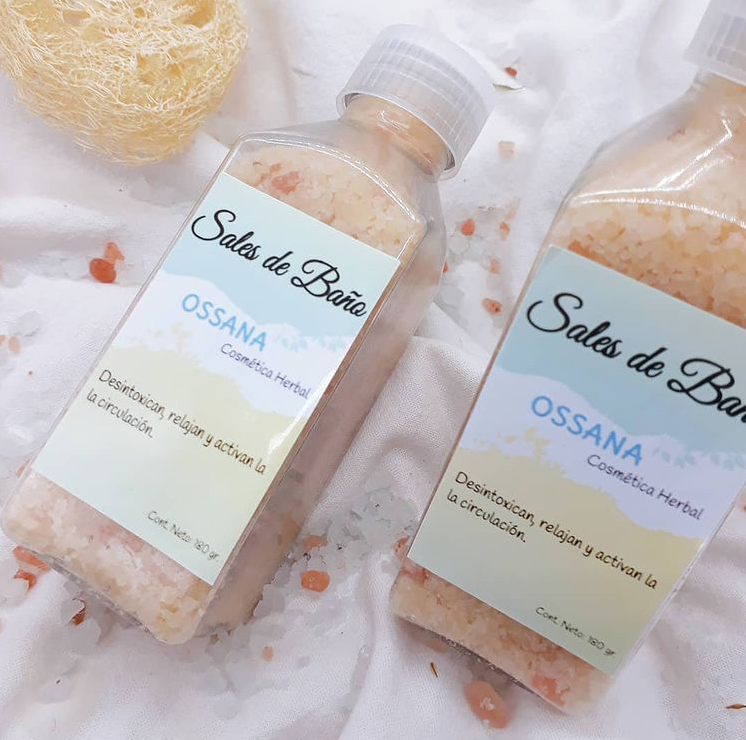 Sales de Baño
OSSANA
Cosmética Herbal
Desintoxican, relajan y activan la
la circulación.
Cont. Neto: 180 gr.
Sales de Bañ
OSSANA
Cosmética Herbal
Desintoxican, relajan y activan la
la circulación.
Cont. Neto: 180 gr.